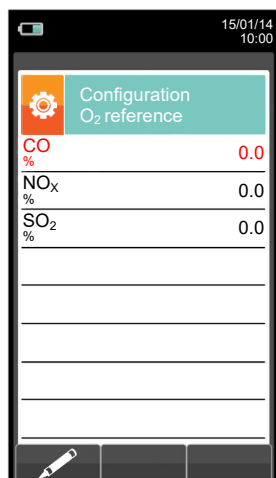 15/01/14
10:00
Configuration
O₂ reference
CO 0.0
%
NOX 0.0
%
SO₂ 0.0
%